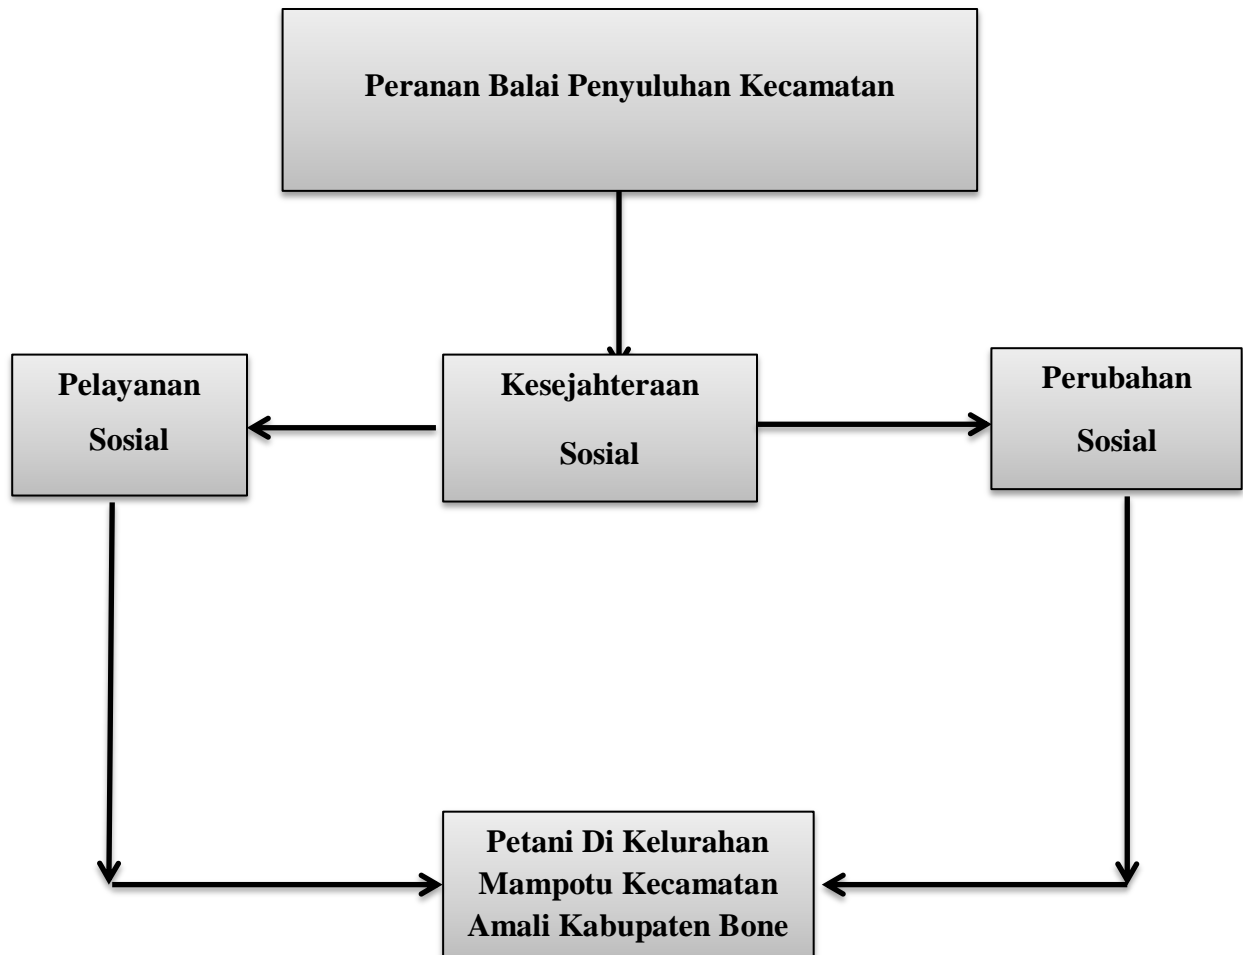 Peranan Balai Penyuluhan Kecamatan
Pelayanan
Sosial
Kesejahteraan
Sosial
Perubahan
Sosial
Petani Di Kelurahan
Mampotu Kecamatan
Amali Kabupaten Bone